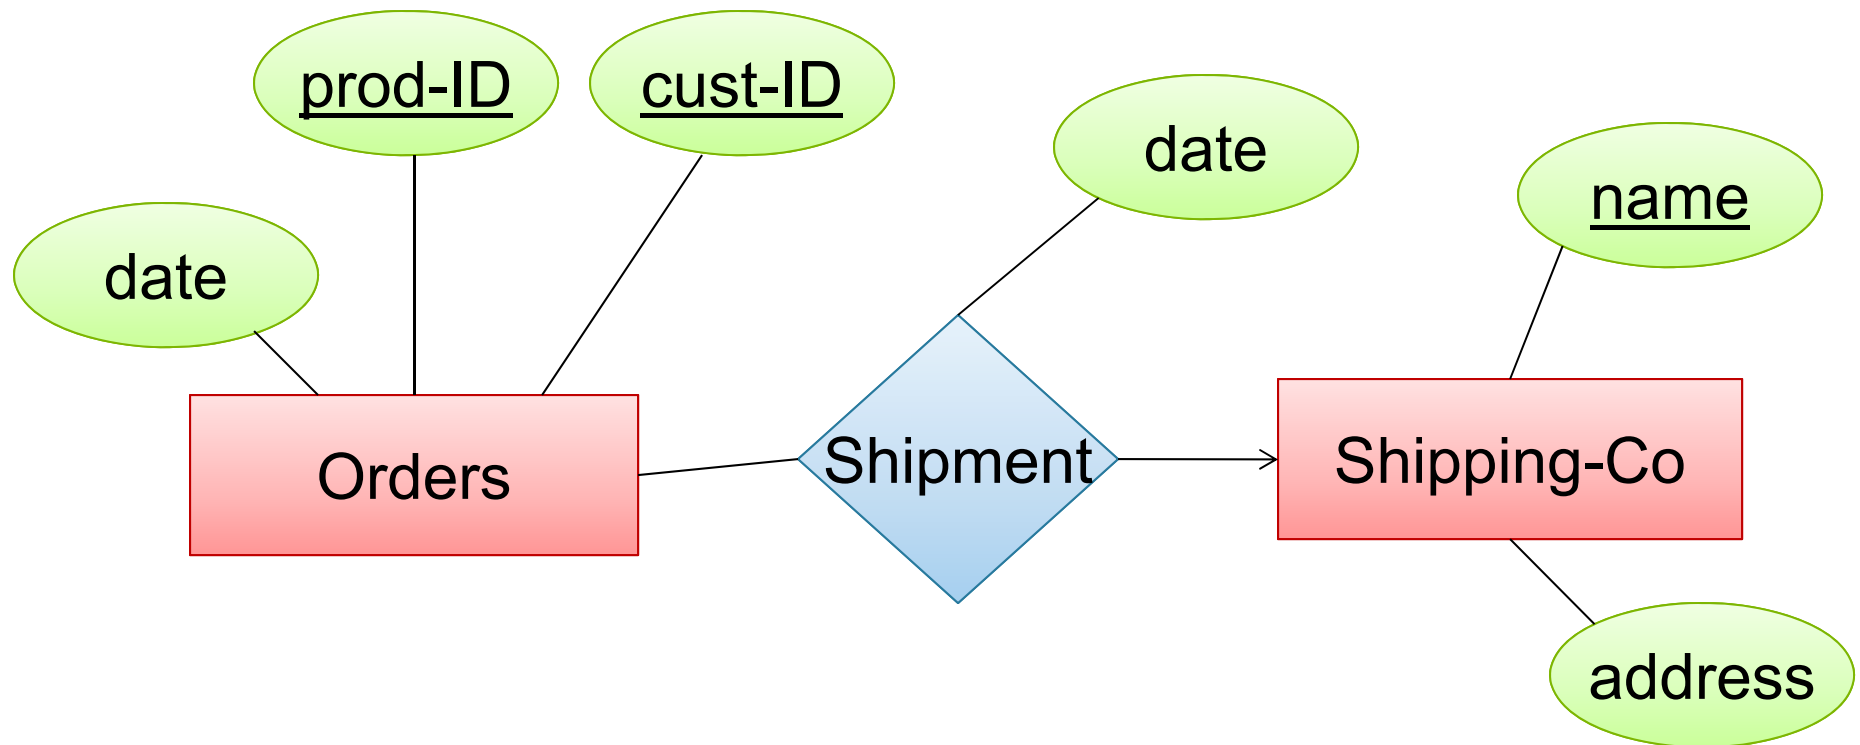 prod-ID
cust-ID
date
name
date
Orders
Shipment
Shipping-Co
address